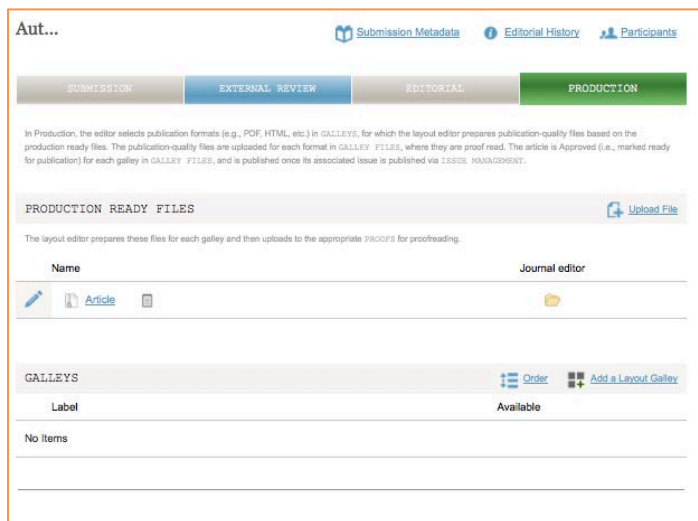 Aut...
Submission Metadata Editorial History Participants
SUBMISSION EXTERNAL REVIEW EDITORIAL PRODUCTION
In Production, the editor selects publication formats (e.g., PDF, HTML, etc.) in GALLEYS, for which the layout editor prepares publication-quality files based on the
production ready files. The publication-quality files are uploaded for each format in GALLEY FILES, where they are proof read. The article is Approved (i.e., marked ready
for publication) for each galley in GALLEY FILES, and is published once its associated issue is published via ISSUE MANAGEMENT.
PRODUCTION READY FILES Upload File
The layout editor prepares these files for each galley and then uploads to the appropriate PROOFS for proofreading.
Name Journal editor
Article
GALLEYS Order Add a Layout Galley
Label Available
No Items